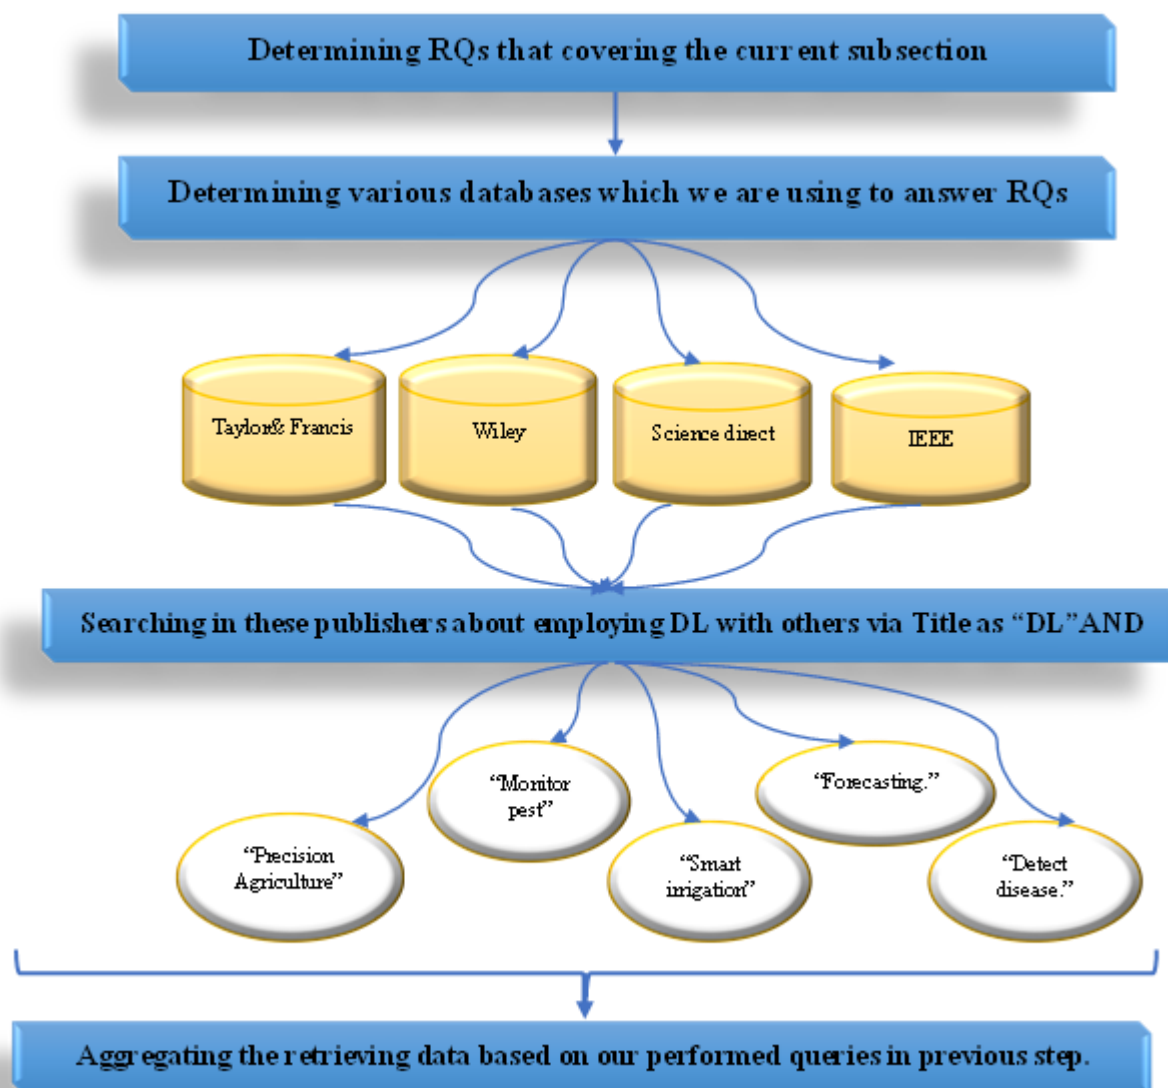 Determining RQs that covering the current subsection
Determining various databases which we are using to answer RQs
Taylor& Francis
Wiley
Science direct
IEEE
Searching in these publishers about employing DL with others via Title as “DL”AND
“Monitor
pest”
“Forecasting.”
“Precision
Agriculture”
“Smart
irrigation”
“Detect
disease.”
Aggregating the retrieving data based on our performed queries in previous step.